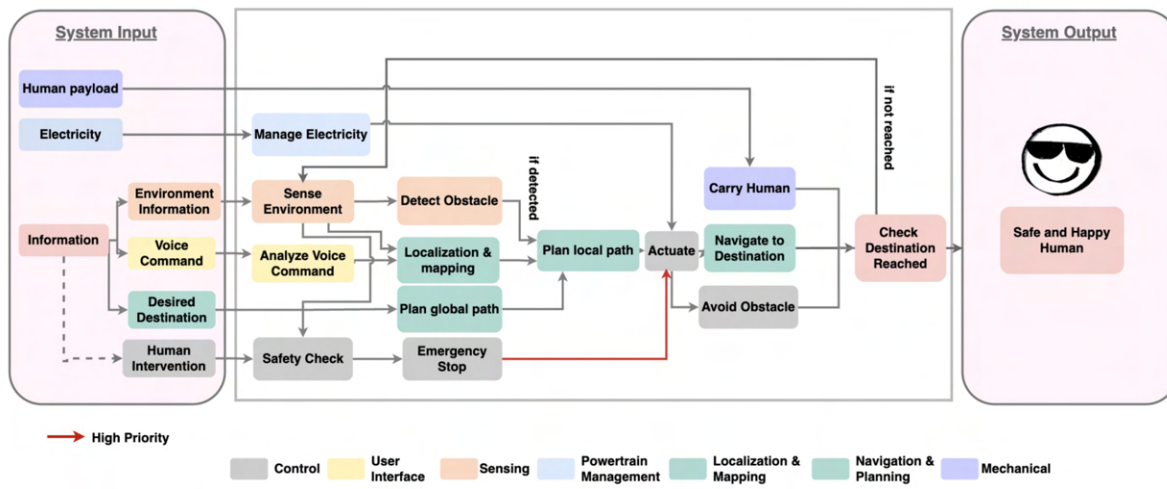 System Input
System Output
Human payload
if not reached
Electricity
Manage Electricity
if detected
Environment
Information
Sense
Environment
Detect Obstacle
Carry Human
Information
Voice
Command
Analyze Voice
Command
Localization &
mapping
Plan local path
Actuate
Navigate to
Destination
Check
Destination
Reached
Safe and Happy
Human
Desired
Destination
Plan global path
Avoid Obstacle
Human
Intervention
Safety Check
Emergency
Stop
High Priority
Control
User
Interface
Sensing
Powertrain
Management
Localization &
Mapping
Navigation &
Planning
Mechanical